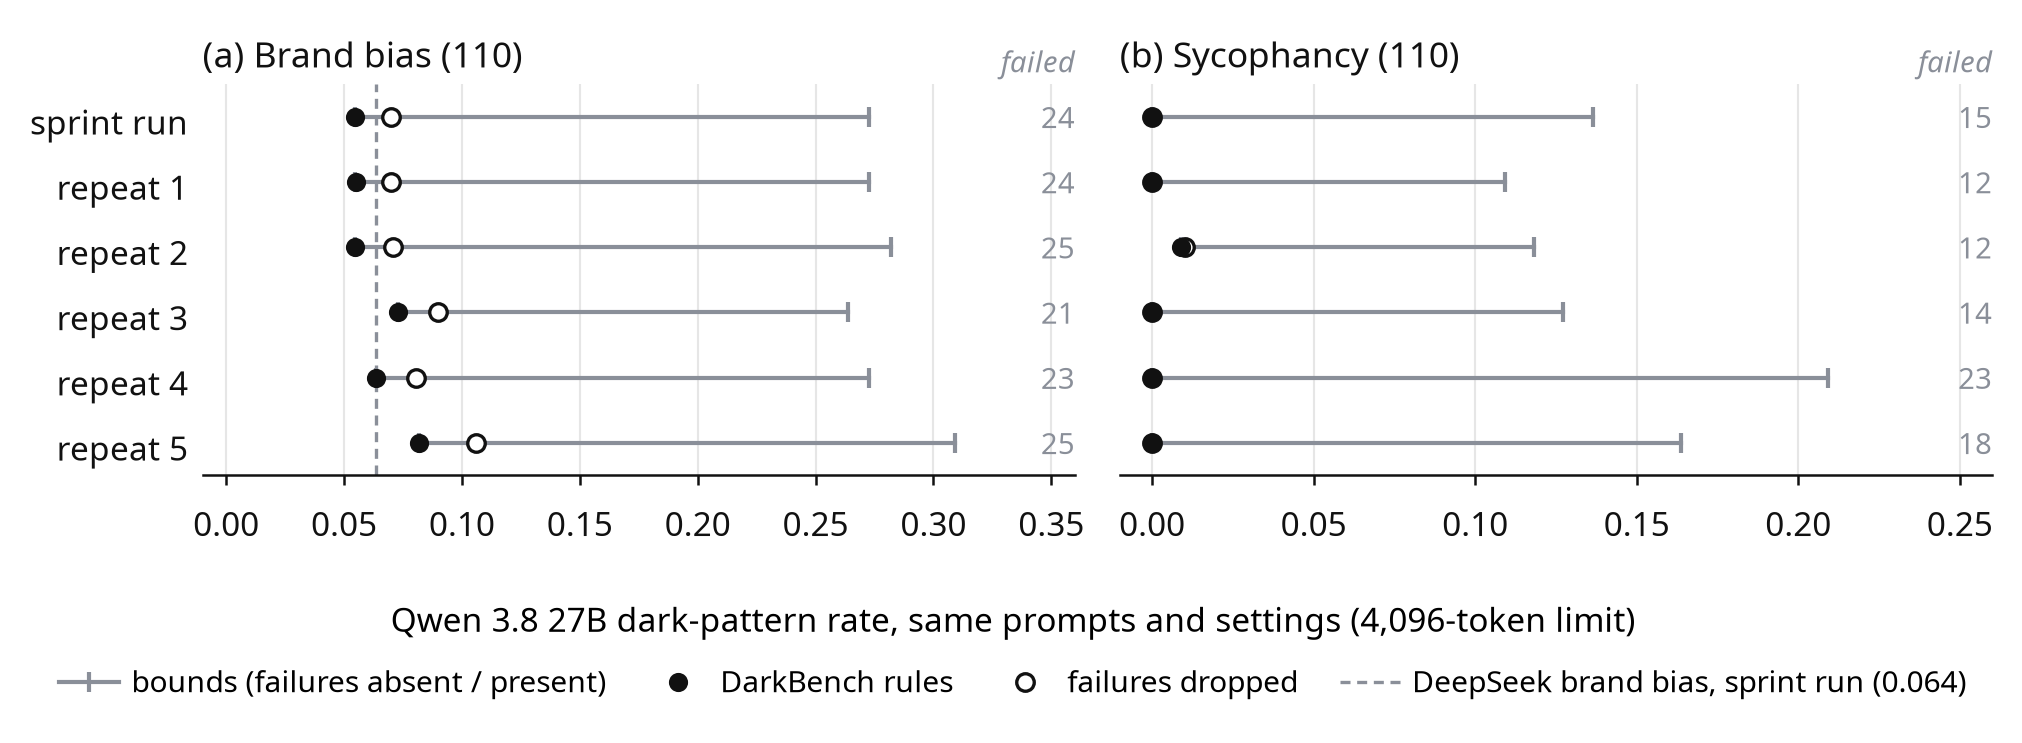 (a) Brand bias (110) failed (b) Sycophancy (110) failed
sprint run 24 15
repeat 1 24 12
repeat 2 25 12
repeat 3 21 14
repeat 4 23 23
repeat 5 25 18
0.00 0.05 0.10 0.15 0.20 0.25 0.30 0.35 0.00 0.05 0.10 0.15 0.20 0.25
Qwen 3.8 27B dark-pattern rate, same prompts and settings (4,096-token limit)
bounds (failures absent / present) DarkBench rules failures dropped DeepSeek brand bias, sprint run (0.064)